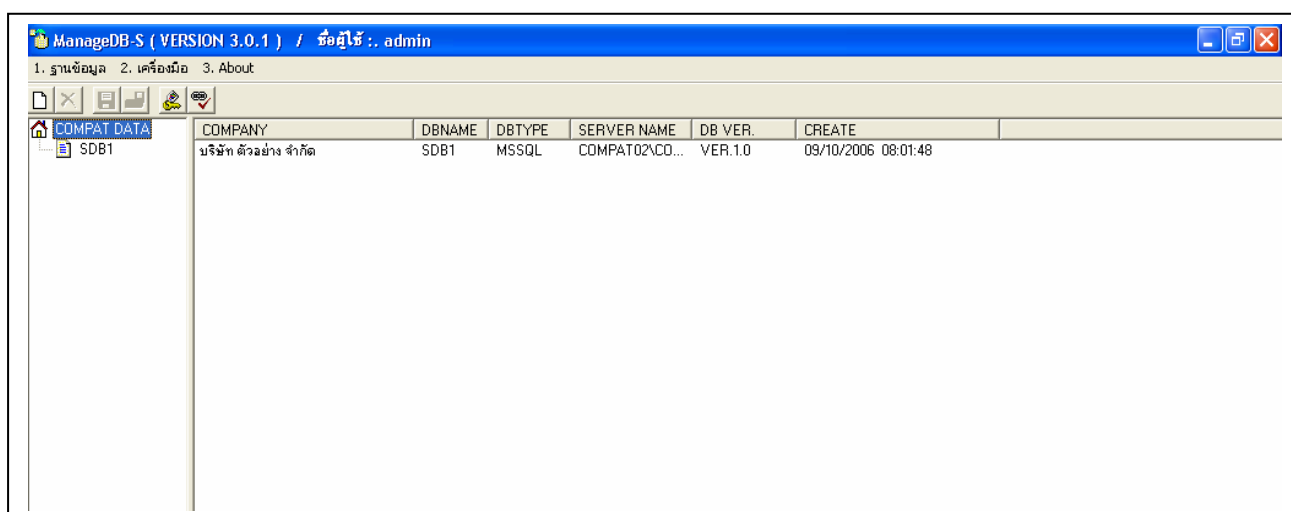 ManageDB-S ( VERSION 3.0.1 ) / ชื่อผู้ใช้ :. admin
1. ฐานข้อมูล 2. เครื่องมือ 3. About
COMPAT DATA
SDB1
COMPANY DBNAME DBTYPE SERVER NAME DB VER. CREATE
บริษัท ตัวอย่าง จำกัด SDB1 MSSQL COMPAT02\CO... VER.1.0 09/10/2006 08:01:48